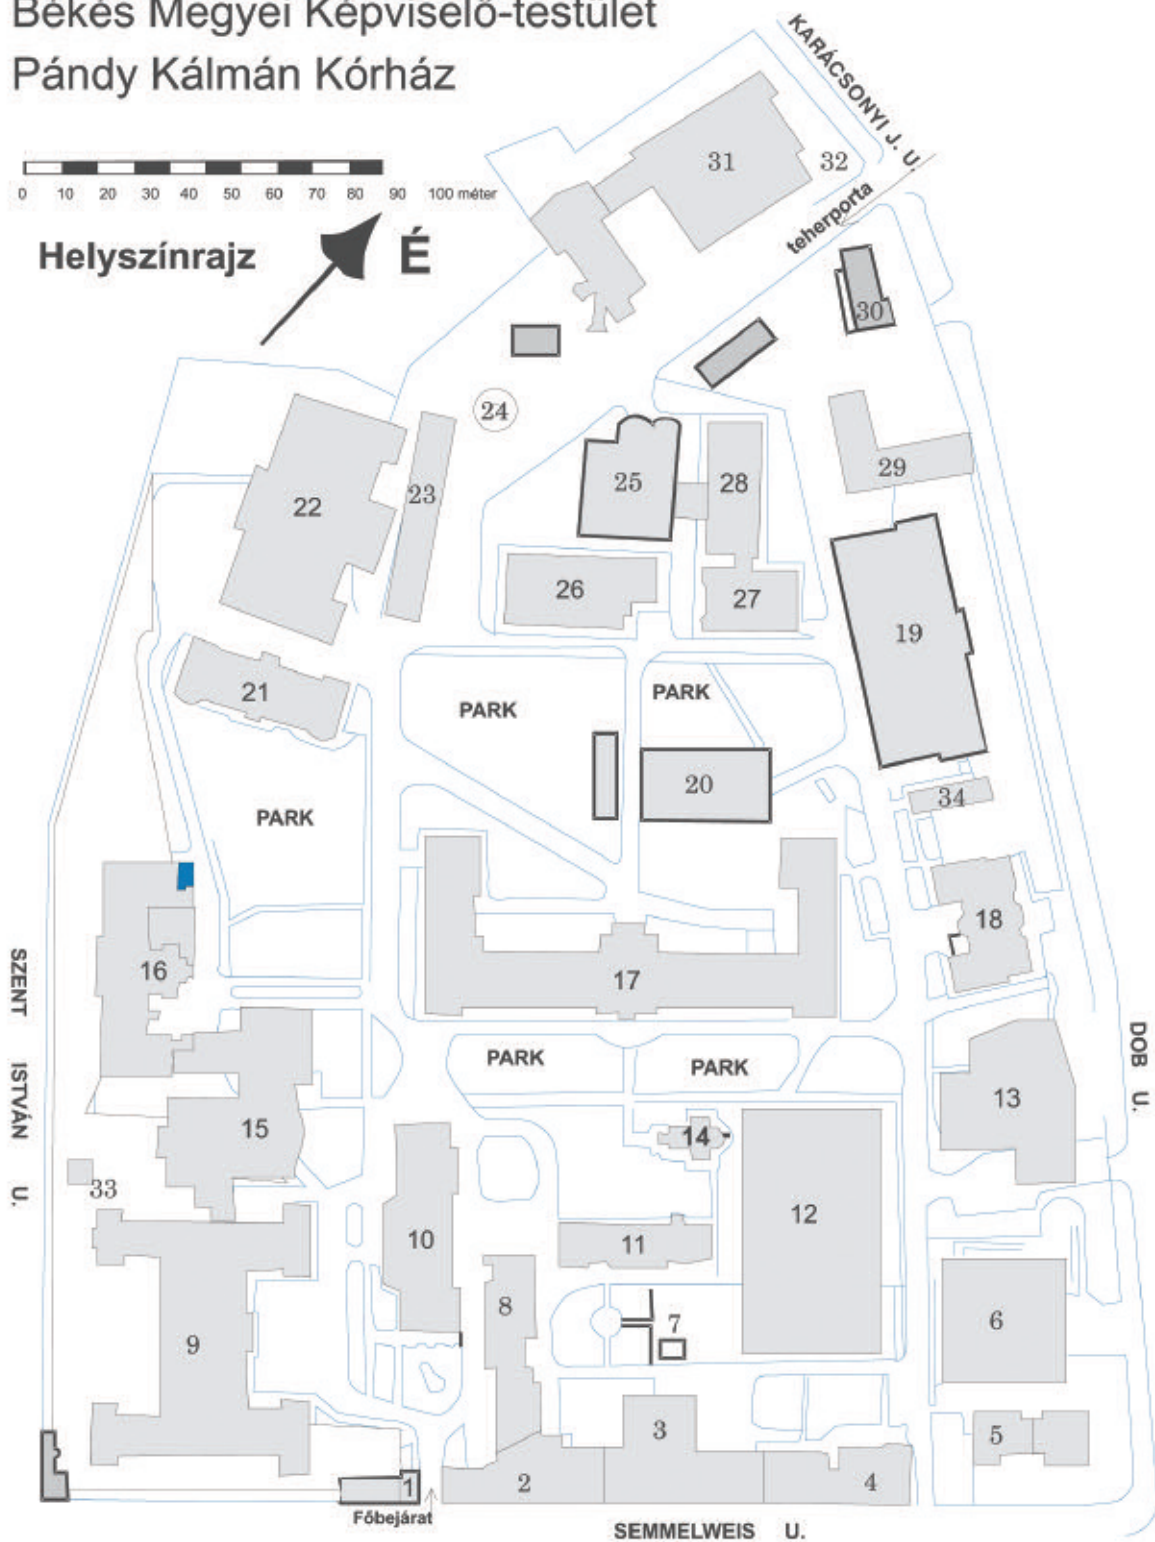 Békés Megyei Képviselő-testület
Pándy Kálmán Kórház
KARÁCSONYI J. U.
0 10 20 30 40 50 60 70 80 90 100 méter
31
32
teherporta
Helyszínrajz
É
30
24
29
25
28
23
22
26
27
19
21
PARK
PARK
20
34
PARK
18
16
17
SZENT ISTVÁN U.
DOB U.
PARK
PARK
13
15
14
33
12
10
11
8
7
6
9
3
5
2
4
1
Főbejárat
SEMMELWEIS U.